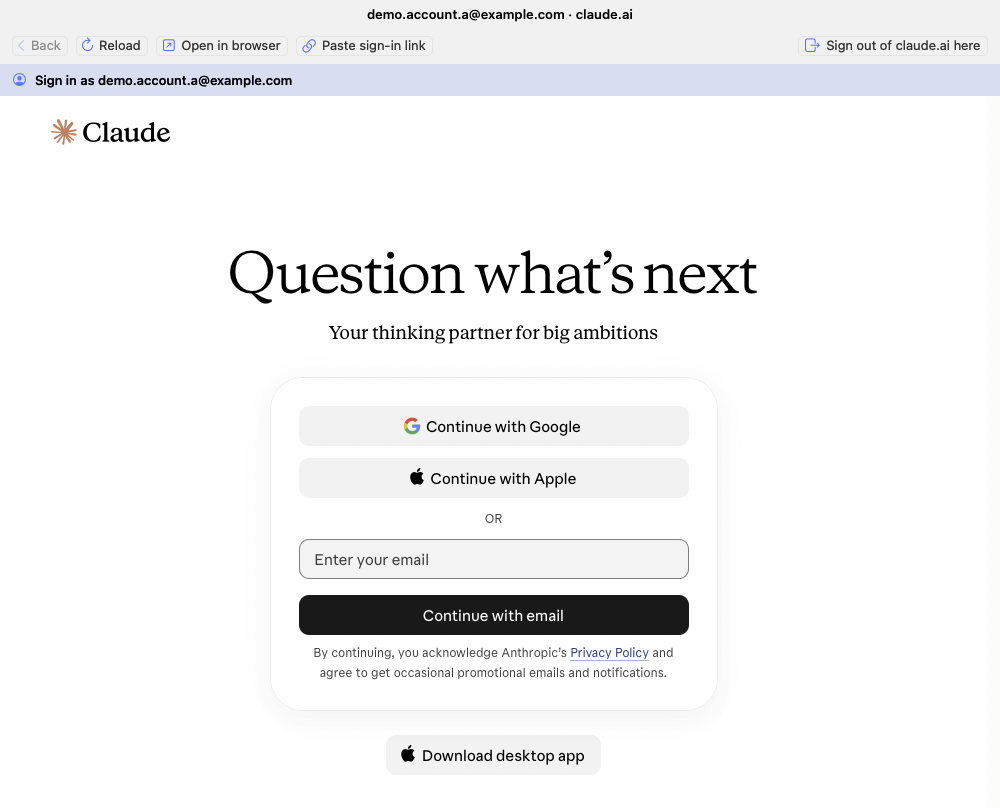 demo.account.a@example.com · claude.ai
Back Reload Open in browser Paste sign-in link Sign out of claude.ai here
Sign in as demo.account.a@example.com
Claude
Question what’s next
Your thinking partner for big ambitions
Continue with Google
Continue with Apple
OR
Enter your email
Continue with email
By continuing, you acknowledge Anthropic’s Privacy Policy and
agree to get occasional promotional emails and notifications.
Download desktop app